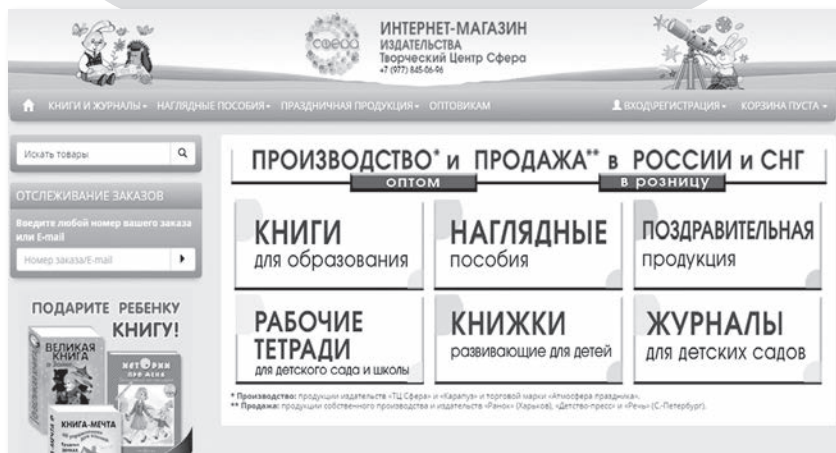 сфера
ИНТЕРНЕТ-МАГАЗИН
ИЗДАТЕЛЬСТВА
Творческий Центр Сфера
+7 (977) 845-06-96
КНИГИ И ЖУРНАЛЫ НАГЛЯДНЫЕ ПОСОБИЯ ПРАЗДНИЧНАЯ ПРОДУКЦИЯ ОПТОВИКАМ ВХОД\РЕГИСТРАЦИЯ КОРЗИНА ПУСТА
Искать товары
ОТСЛЕЖИВАНИЕ ЗАКАЗОВ
Введите любой номер вашего заказа
или E-mail
Номер заказа/E-mail
ПОДАРИТЕ РЕБЕНКУ
КНИГУ!
ВЕЛИКАЯ
КНИГА
ИСТОРИИ
ПРО МЕНЯ
КНИГА-МЕЧТА
ПРОИЗВОДСТВО* и ПРОДАЖА** в РОССИИ и СНГ
оптом в розницу
КНИГИ
для образования
НАГЛЯДНЫЕ
пособия
ПОЗДРАВИТЕЛЬНАЯ
продукция
РАБОЧИЕ
ТЕТРАДИ
для детского сада и школы
КНИЖКИ
развивающие для детей
ЖУРНАЛЫ
для детских садов
* Производство: продукции издательств «ТЦ Сфера» и «Карапуз» и торговой марки «Атмосфера праздника».
** Продажа: продукции собственного производства и издательств «Ранок» (Харьков), «Детство-пресс» и «Речь» (С.-Петербург).